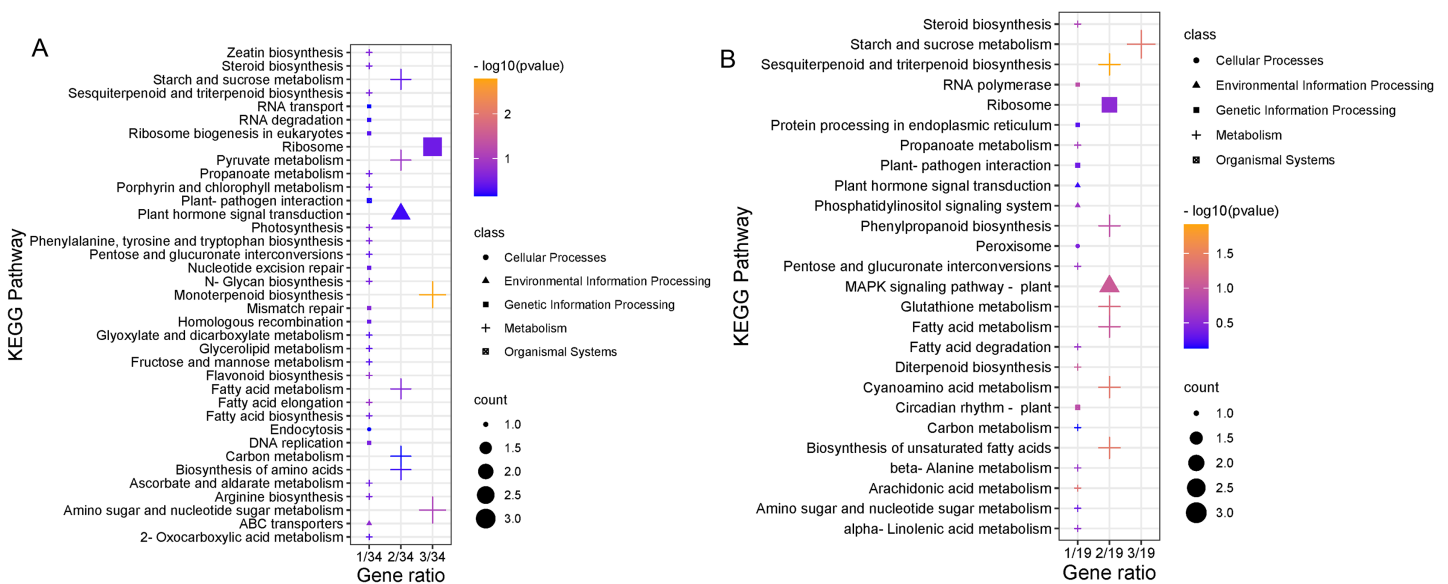 A
Zeatin biosynthesis
Steroid biosynthesis
Starch and sucrose metabolism
Sesquiterpenoid and triterpenoid biosynthesis
RNA transport
RNA degradation
Ribosome biogenesis in eukaryotes
Ribosome
Pyruvate metabolism
Propanoate metabolism
Porphyrin and chlorophyll metabolism
Plant- pathogen interaction
Plant hormone signal transduction
Photosynthesis
Phenylalanine, tyrosine and tryptophan biosynthesis
Pentose and glucuronate interconversions
Nucleotide excision repair
N- Glycan biosynthesis
Monoterpenoid biosynthesis
Mismatch repair
Homologous recombination
Glyoxylate and dicarboxylate metabolism
Glycerolipid metabolism
Fructose and mannose metabolism
Flavonoid biosynthesis
Fatty acid metabolism
Fatty acid elongation
Fatty acid biosynthesis
Endocytosis
DNA replication
Carbon metabolism
Biosynthesis of amino acids
Ascorbate and aldarate metabolism
Arginine biosynthesis
Amino sugar and nucleotide sugar metabolism
ABC transporters
2- Oxocarboxylic acid metabolism
KEGG Pathway
1/34 2/34 3/34
Gene ratio
- log10(pvalue)
2
1
class
Cellular Processes
Environmental Information Processing
Genetic Information Processing
Metabolism
Organismal Systems
count
1.0
1.5
2.0
2.5
3.0
B
Steroid biosynthesis
Starch and sucrose metabolism
Sesquiterpenoid and triterpenoid biosynthesis
RNA polymerase
Ribosome
Protein processing in endoplasmic reticulum
Propanoate metabolism
Plant- pathogen interaction
Plant hormone signal transduction
Phosphatidylinositol signaling system
Phenylpropanoid biosynthesis
Peroxisome
Pentose and glucuronate interconversions
MAPK signaling pathway - plant
Glutathione metabolism
Fatty acid metabolism
Fatty acid degradation
Diterpenoid biosynthesis
Cyanoamino acid metabolism
Circadian rhythm - plant
Carbon metabolism
Biosynthesis of unsaturated fatty acids
beta- Alanine metabolism
Arachidonic acid metabolism
Amino sugar and nucleotide sugar metabolism
alpha- Linolenic acid metabolism
KEGG Pathway
1/19 2/19 3/19
Gene ratio
class
Cellular Processes
Environmental Information Processing
Genetic Information Processing
Metabolism
Organismal Systems
- log10(pvalue)
1.5
1.0
0.5
count
1.0
1.5
2.0
2.5
3.0